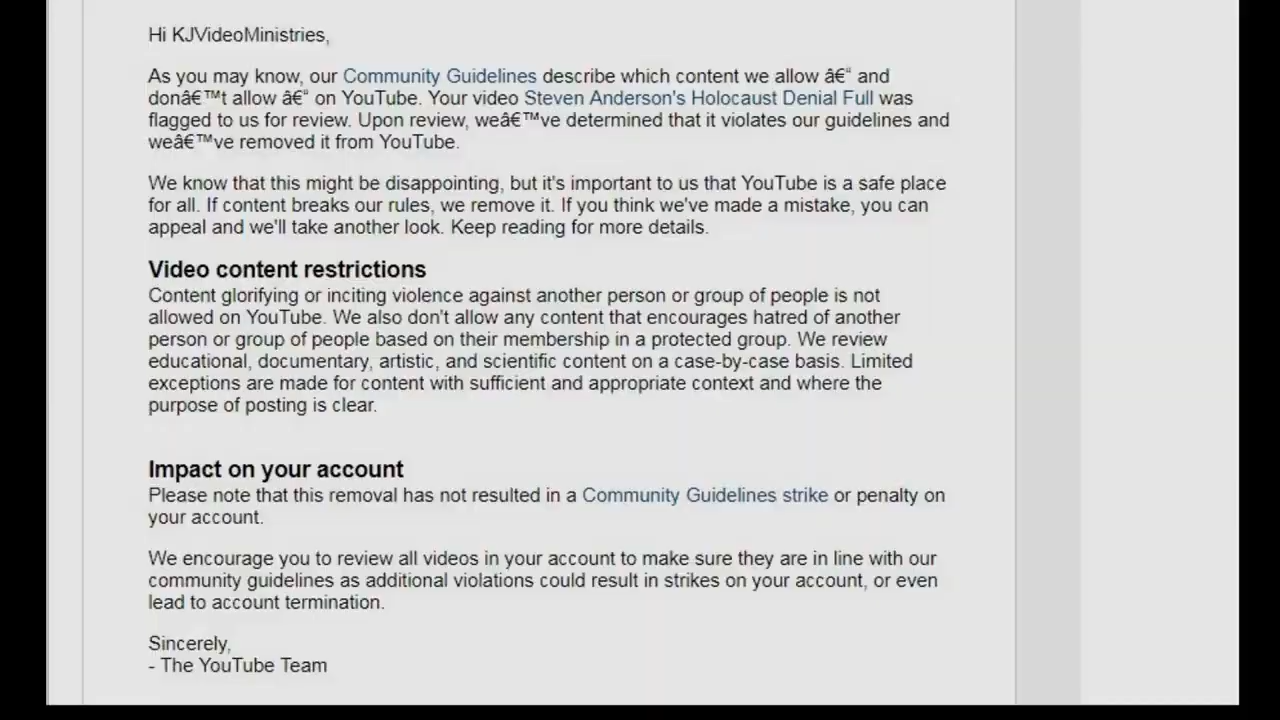 Hi KJVideoMinistries,
As you may know, our Community Guidelines describe which content we allow â€“ and
donâ€™t allow â€“ on YouTube. Your video Steven Anderson's Holocaust Denial Full was
flagged to us for review. Upon review, weâ€™ve determined that it violates our guidelines and
weâ€™ve removed it from YouTube.
We know that this might be disappointing, but it's important to us that YouTube is a safe place
for all. If content breaks our rules, we remove it. If you think we've made a mistake, you can
appeal and we'll take another look. Keep reading for more details.
Video content restrictions
Content glorifying or inciting violence against another person or group of people is not
allowed on YouTube. We also don't allow any content that encourages hatred of another
person or group of people based on their membership in a protected group. We review
educational, documentary, artistic, and scientific content on a case-by-case basis. Limited
exceptions are made for content with sufficient and appropriate context and where the
purpose of posting is clear.
Impact on your account
Please note that this removal has not resulted in a Community Guidelines strike or penalty on
your account.
We encourage you to review all videos in your account to make sure they are in line with our
community guidelines as additional violations could result in strikes on your account, or even
lead to account termination.
Sincerely,
- The YouTube Team